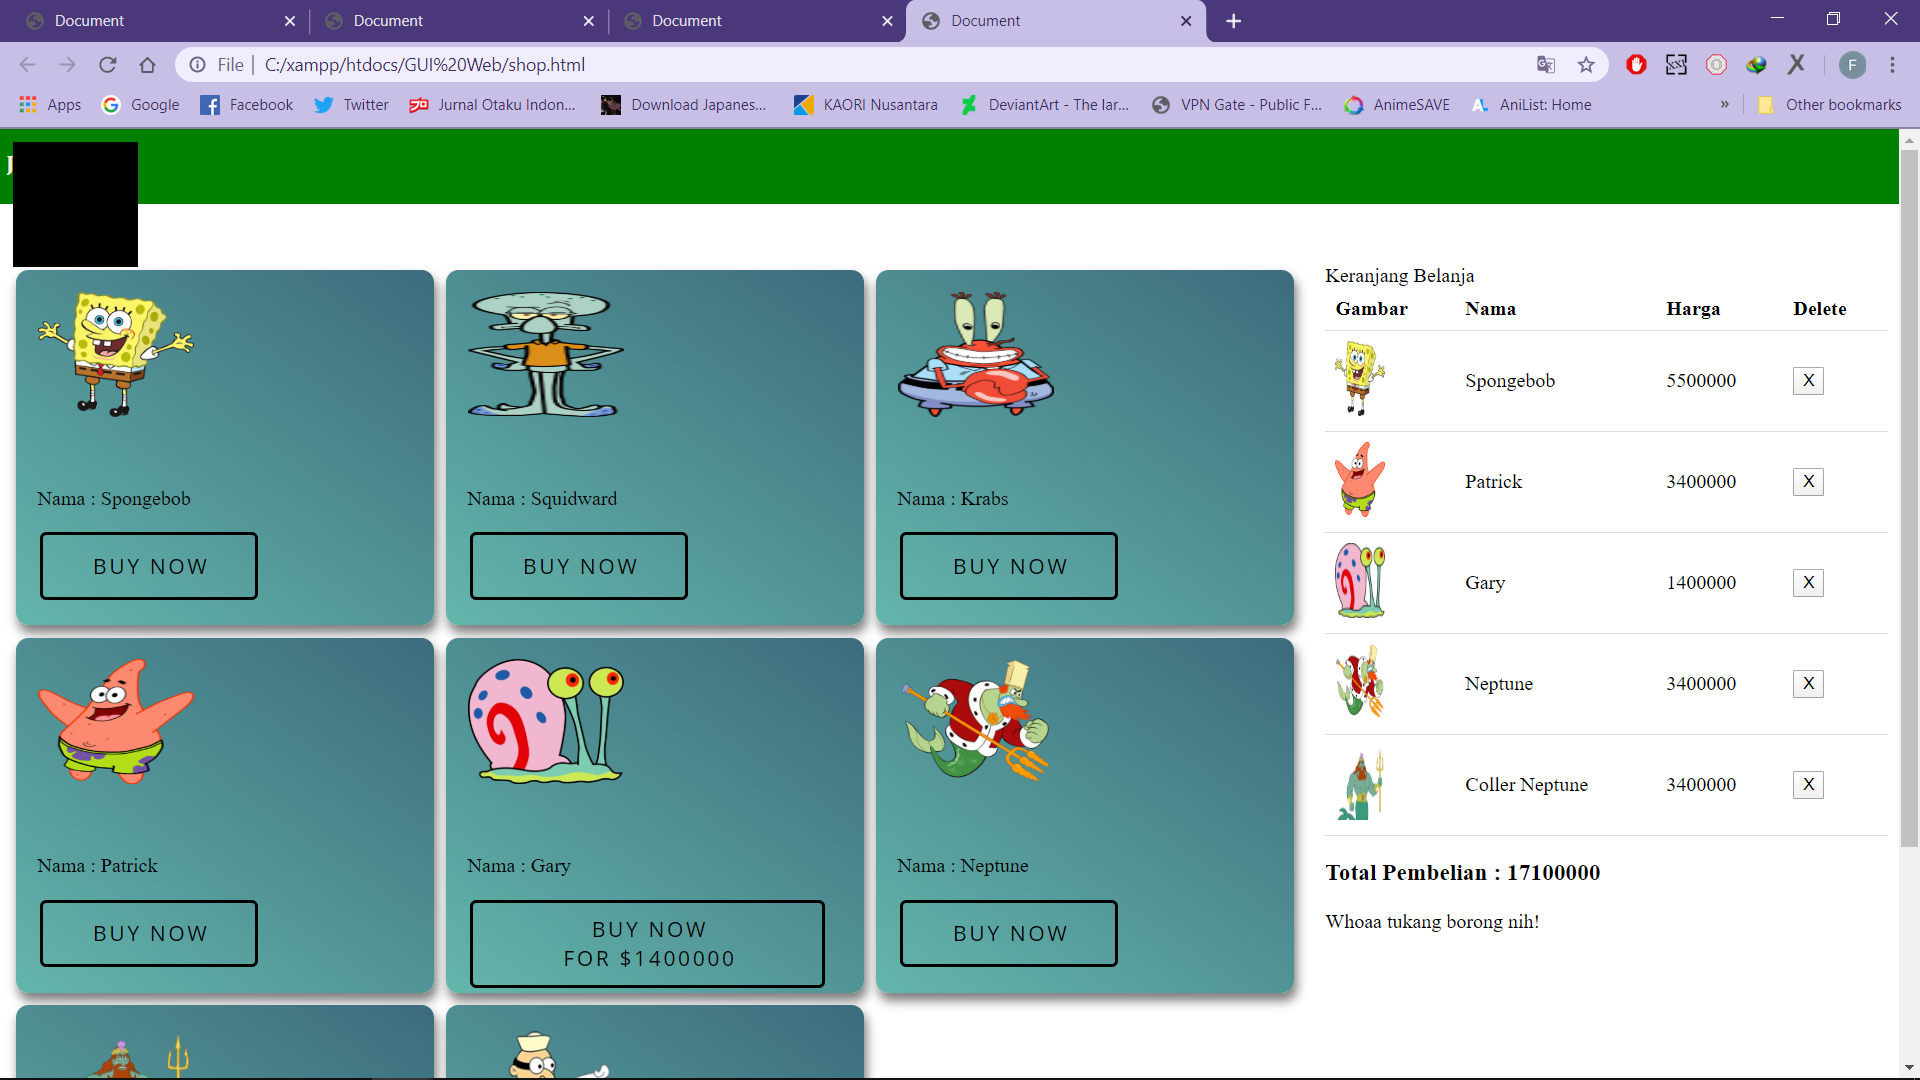 Document
Document
Document
Document
File
C:/xampp/htdocs/GUI%20Web/shop.html
F
Apps
Google
Facebook
Twitter
Jurnal Otaku Indon...
Download Japanes...
KAORI Nusantara
DeviantArt - The lar...
VPN Gate - Public F...
AnimeSAVE
AniList: Home
»
Other bookmarks
Nama : Spongebob
BUY NOW
Nama : Squidward
BUY NOW
Nama : Krabs
BUY NOW
Nama : Patrick
BUY NOW
Nama : Gary
BUY NOW
FOR $1400000
Nama : Neptune
BUY NOW
Keranjang Belanja
Gambar Nama Harga Delete
Spongebob 5500000 X
Patrick 3400000 X
Gary 1400000 X
Neptune 3400000 X
Coller Neptune 3400000 X
Total Pembelian : 17100000
Whoaa tukang borong nih!